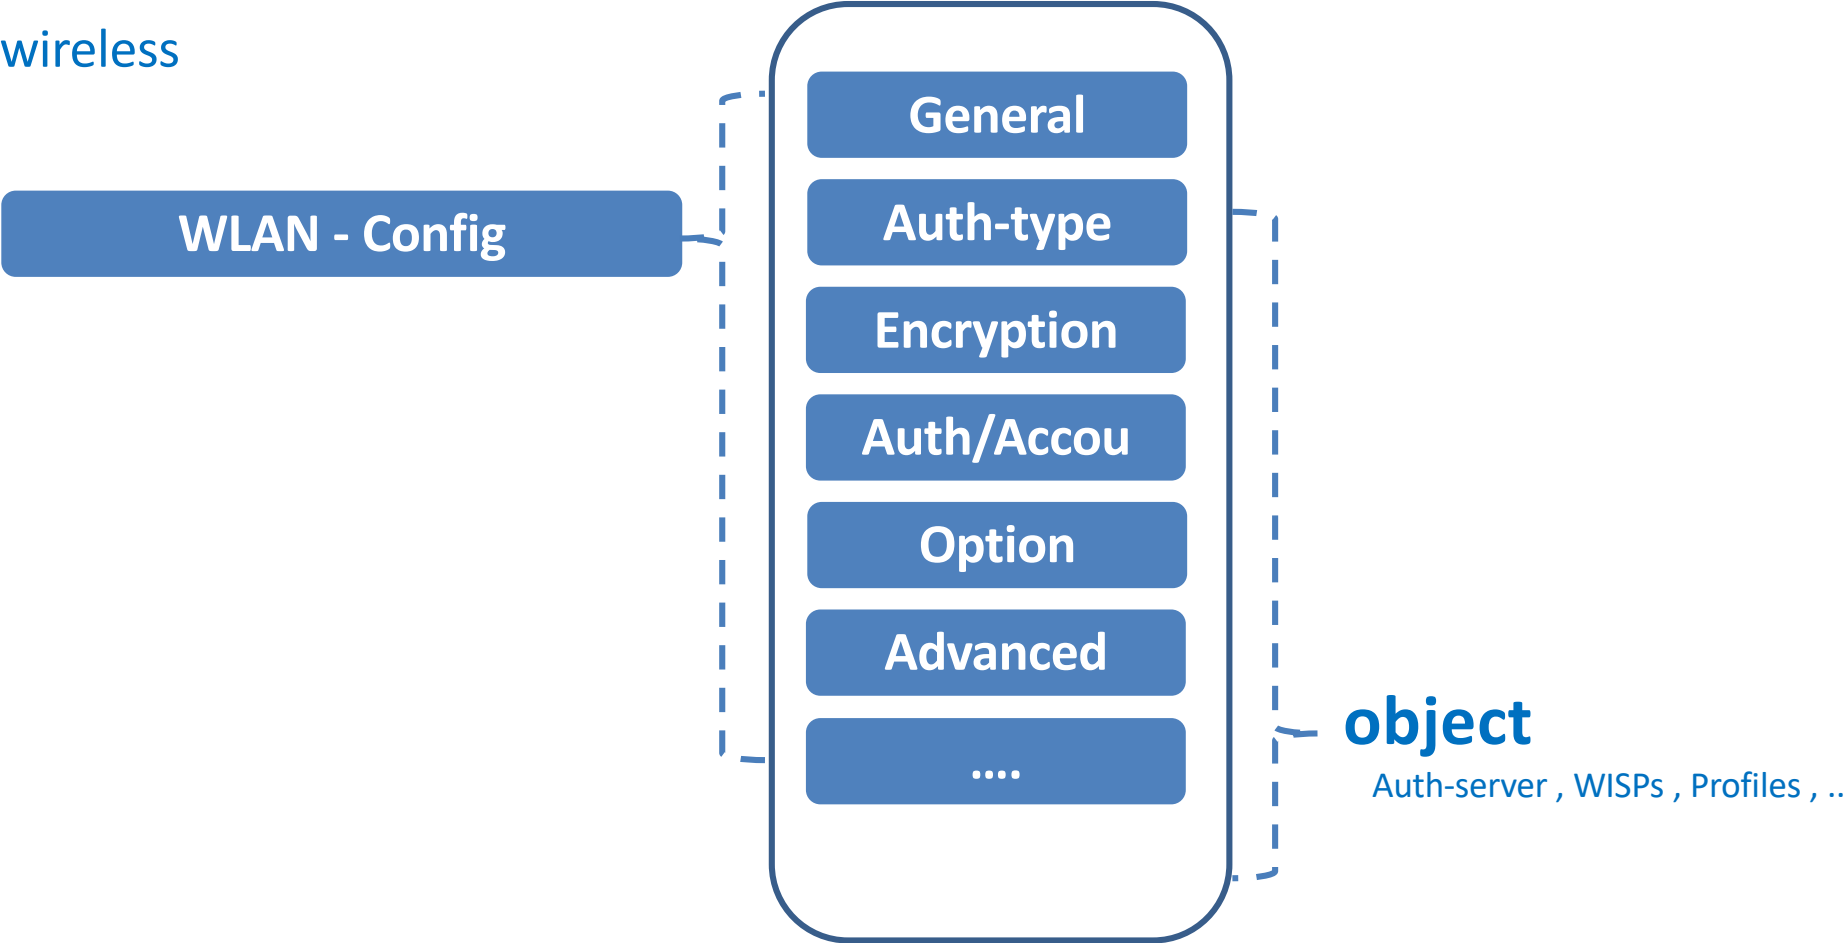 wireless
WLAN - Config
General
Auth-type
Encryption
Auth/Accou
Option
Advanced
....
object
Auth-server , WISPs , Profiles , ..